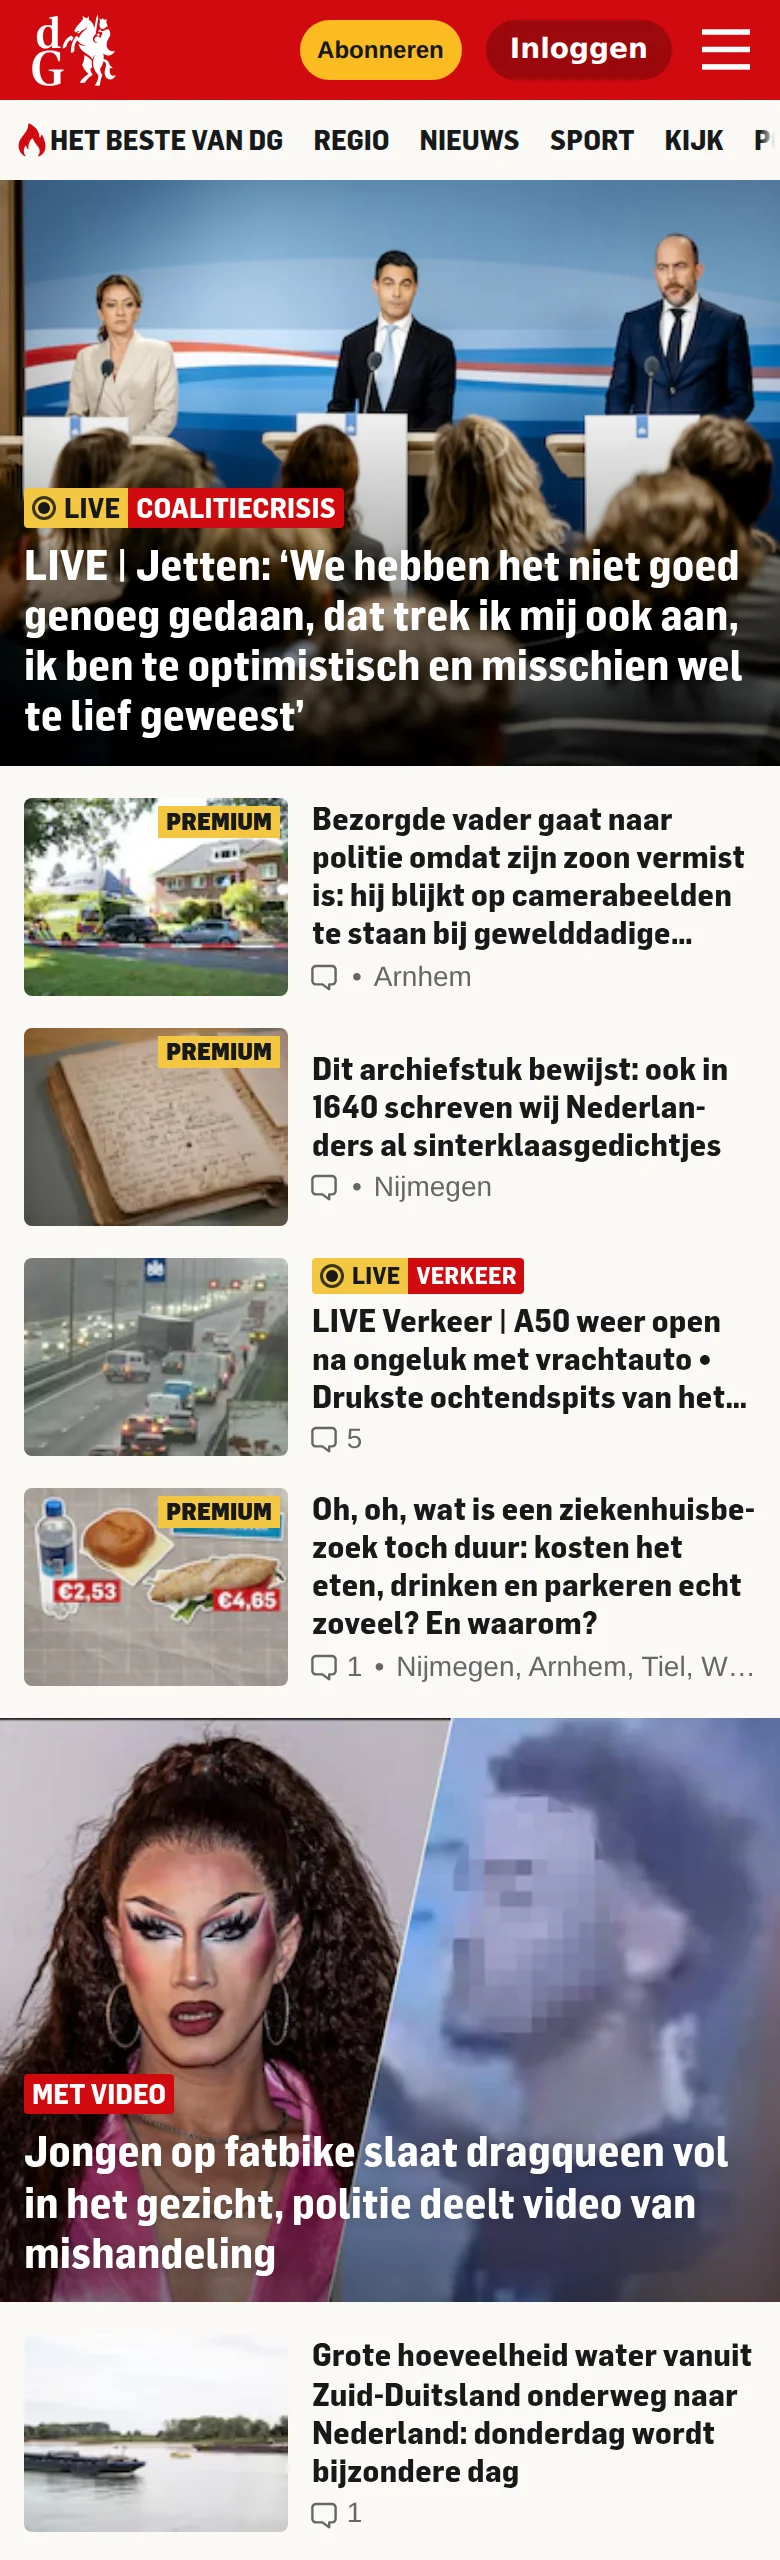 dG
Abonneren
Inloggen
HET BESTE VAN DG REGIO NIEUWS SPORT KIJK
LIVE COALITIECRISIS
LIVE | Jetten: ‘We hebben het niet goed
genoeg gedaan, dat trek ik mij ook aan,
ik ben te optimistisch en misschien wel
te lief geweest’
PREMIUM
Bezorgde vader gaat naar
politie omdat zijn zoon vermist
is: hij blijkt op camerabeelden
te staan bij gewelddadige...
• Arnhem
PREMIUM
Dit archiefstuk bewijst: ook in
1640 schreven wij Nederlan-
ders al sinterklaasgedichtjes
• Nijmegen
LIVE VERKEER
LIVE Verkeer | A50 weer open
na ongeluk met vrachtauto •
Drukste ochtendspits van het...
5
PREMIUM
€2,53
€4,65
Oh, oh, wat is een ziekenhuisbe-
zoek toch duur: kosten het
eten, drinken en parkeren echt
zoveel? En waarom?
1 • Nijmegen, Arnhem, Tiel, W...
MET VIDEO
Jongen op fatbike slaat dragqueen vol
in het gezicht, politie deelt video van
mishandeling
Grote hoeveelheid water vanuit
Zuid-Duitsland onderweg naar
Nederland: donderdag wordt
bijzondere dag
1